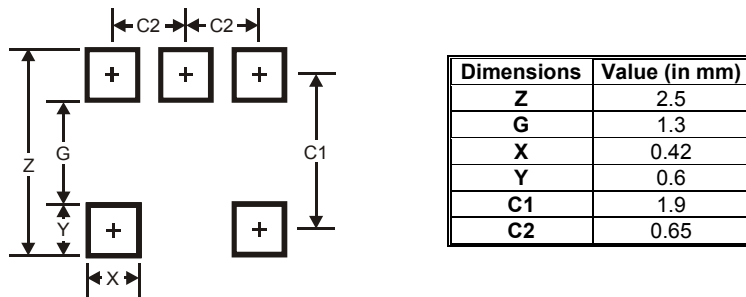 C2 C2
Z
G
C1
Y
X
Dimensions Value (in mm)
Z 2.5
G 1.3
X 0.42
Y 0.6
C1 1.9
C2 0.65